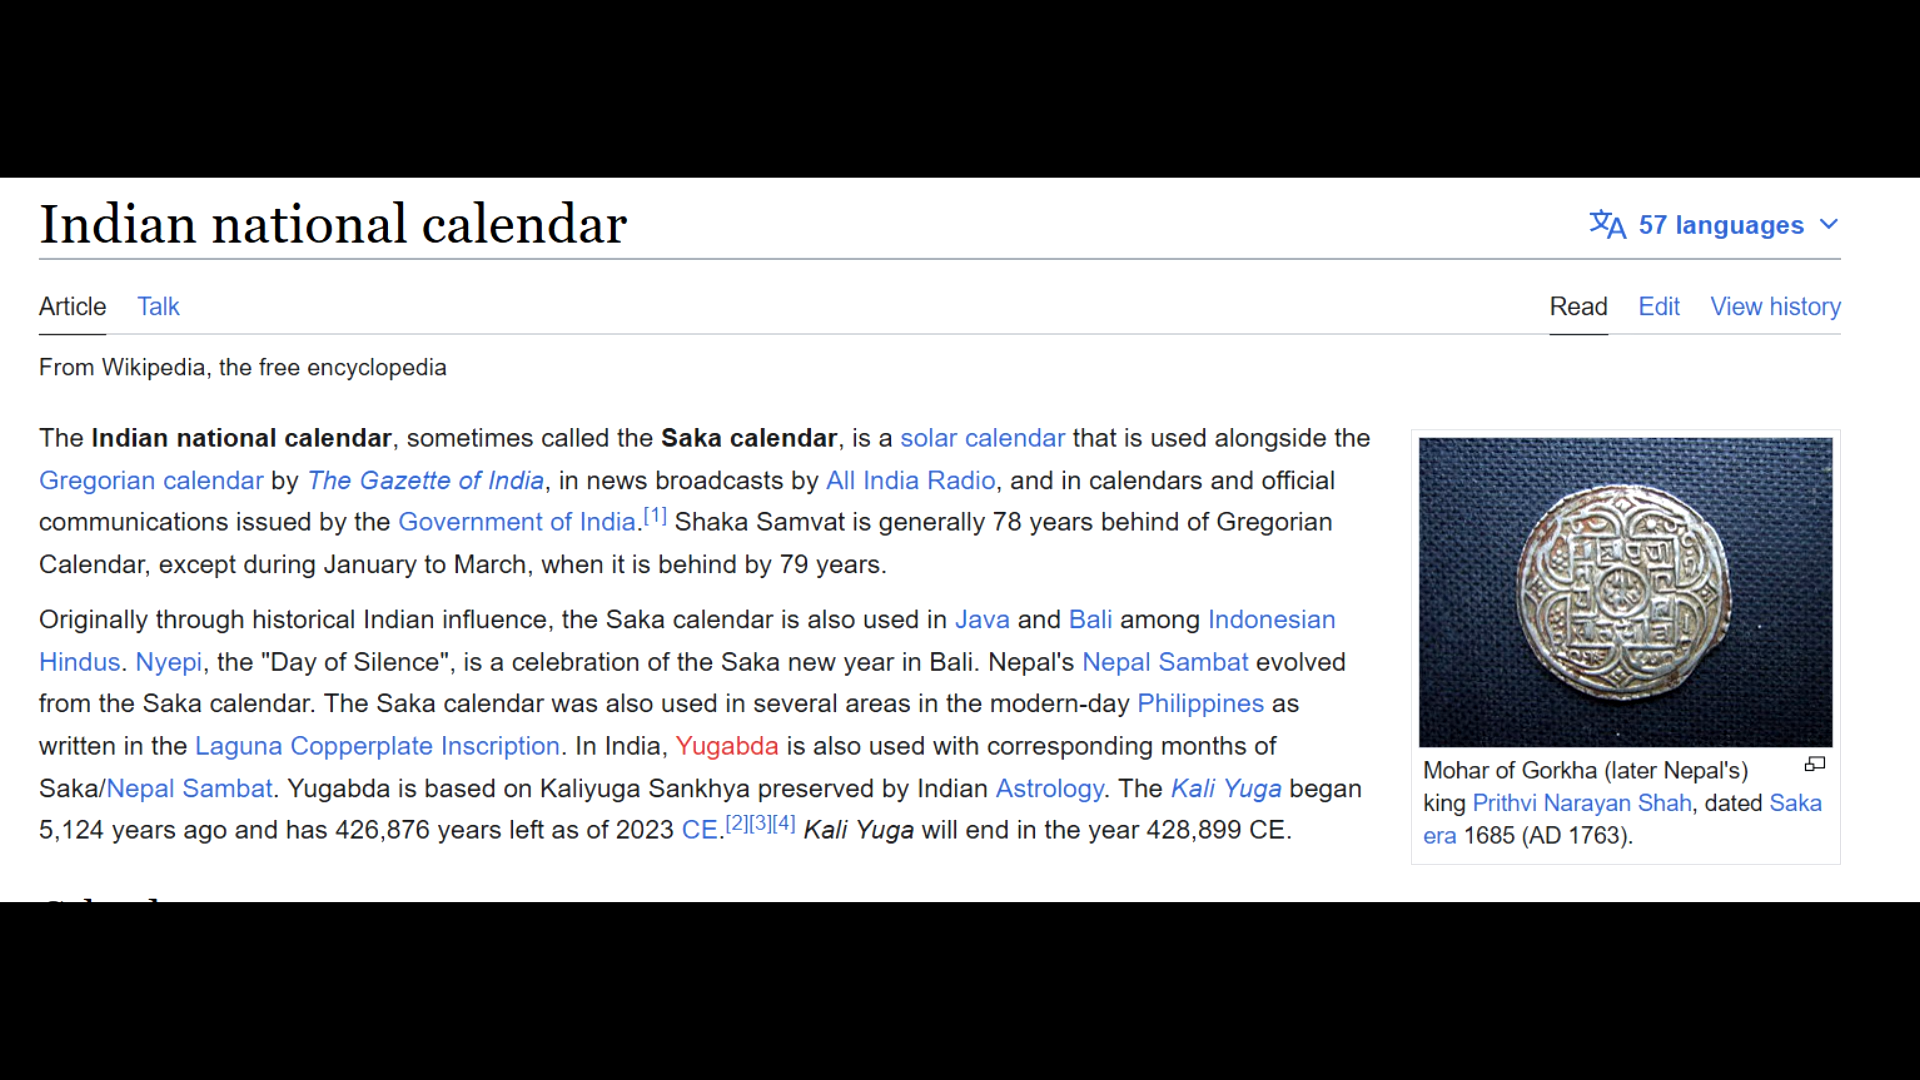 Indian national calendar
文A 57 languages
Article Talk
Read Edit View history
From Wikipedia, the free encyclopedia
The Indian national calendar, sometimes called the Saka calendar, is a solar calendar that is used alongside the
Gregorian calendar by The Gazette of India, in news broadcasts by All India Radio, and in calendars and official
communications issued by the Government of India.[1] Shaka Samvat is generally 78 years behind of Gregorian
Calendar, except during January to March, when it is behind by 79 years.
Originally through historical Indian influence, the Saka calendar is also used in Java and Bali among Indonesian
Hindus. Nyepi, the "Day of Silence", is a celebration of the Saka new year in Bali. Nepal's Nepal Sambat evolved
from the Saka calendar. The Saka calendar was also used in several areas in the modern-day Philippines as
written in the Laguna Copperplate Inscription. In India, Yugabda is also used with corresponding months of
Saka/Nepal Sambat. Yugabda is based on Kaliyuga Sankhya preserved by Indian Astrology. The Kali Yuga began
5,124 years ago and has 426,876 years left as of 2023 CE.[2][3][4] Kali Yuga will end in the year 428,899 CE.
Mohar of Gorkha (later Nepal's)
king Prithvi Narayan Shah, dated Saka
era 1685 (AD 1763).